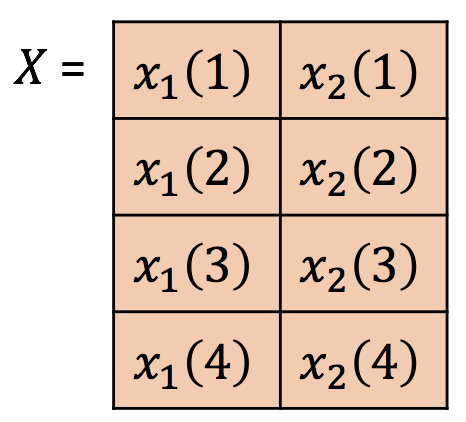 X = x₁(1) x₂(1)
x₁(2) x₂(2)
x₁(3) x₂(3)
x₁(4) x₂(4)